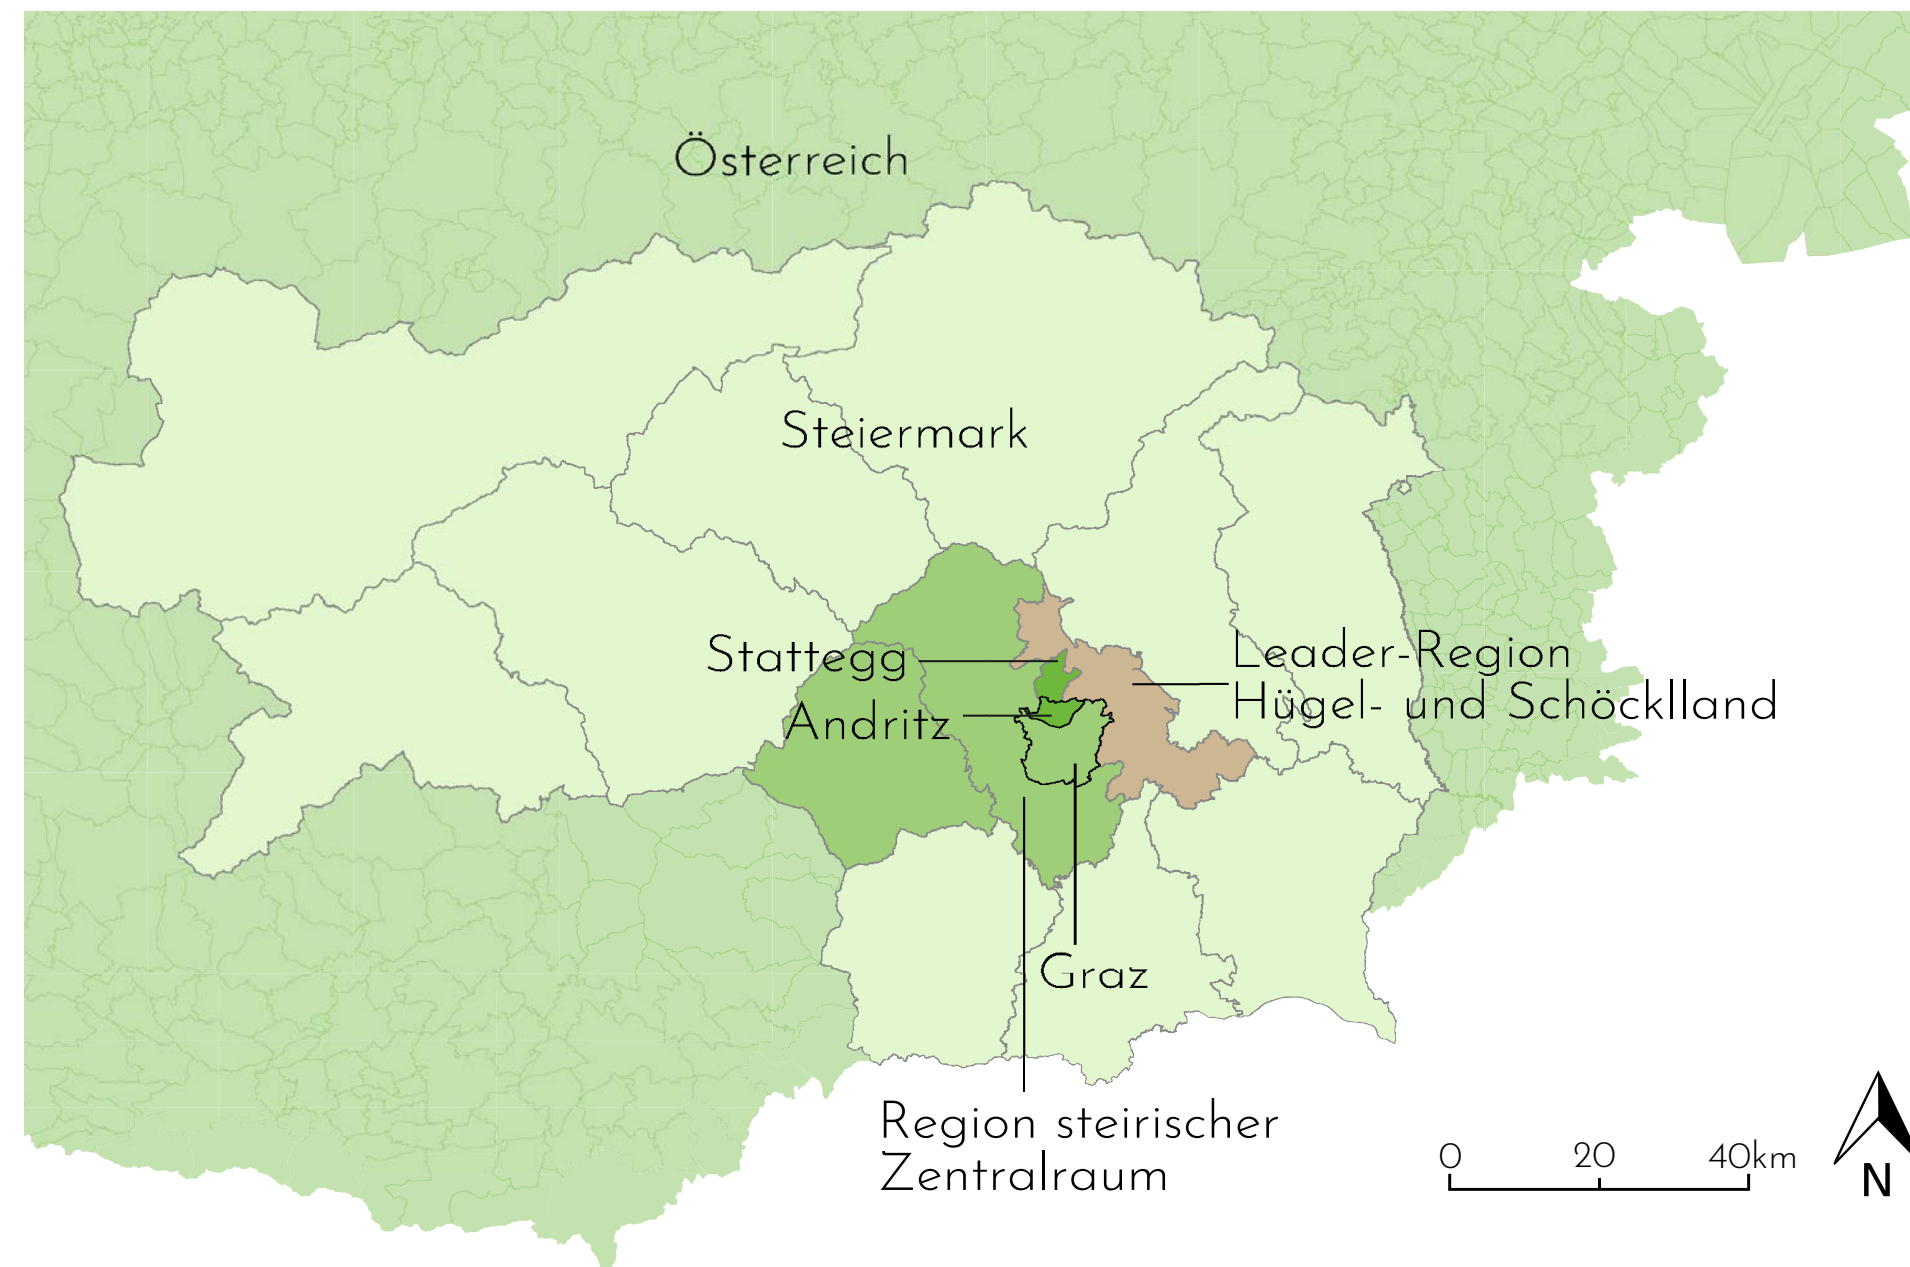 Österreich
Steiermark
Stattegg
Leader-Region
Hügel- und Schöcklland
Andritz
Graz
Region steirischer
Zentralraum
0 20 40km
N